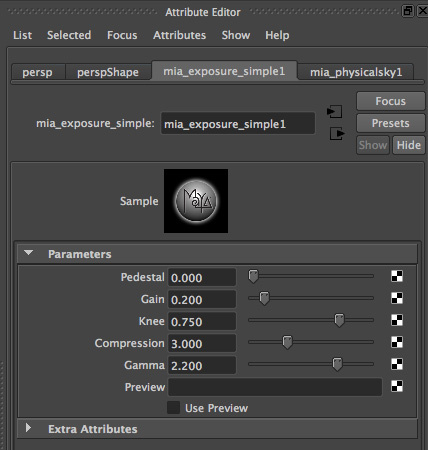 Attribute Editor
List Selected Focus Attributes Show Help
persp perspShape mia_exposure_simple1 mia_physicalsky1
Focus
mia_exposure_simple: mia_exposure_simple1 Presets
Show Hide
Sample MAYA
Parameters
Pedestal 0.000
Gain 0.200
Knee 0.750
Compression 3.000
Gamma 2.200
Preview
Use Preview
Extra Attributes